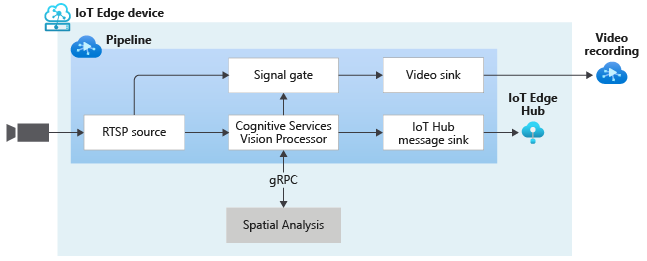 IoT Edge device
Pipeline
Video
recording
Signal gate
Video sink
IoT Edge
Hub
RTSP source
Cognitive Services
Vision Processor
IoT Hub
message sink
gRPC
Spatial Analysis